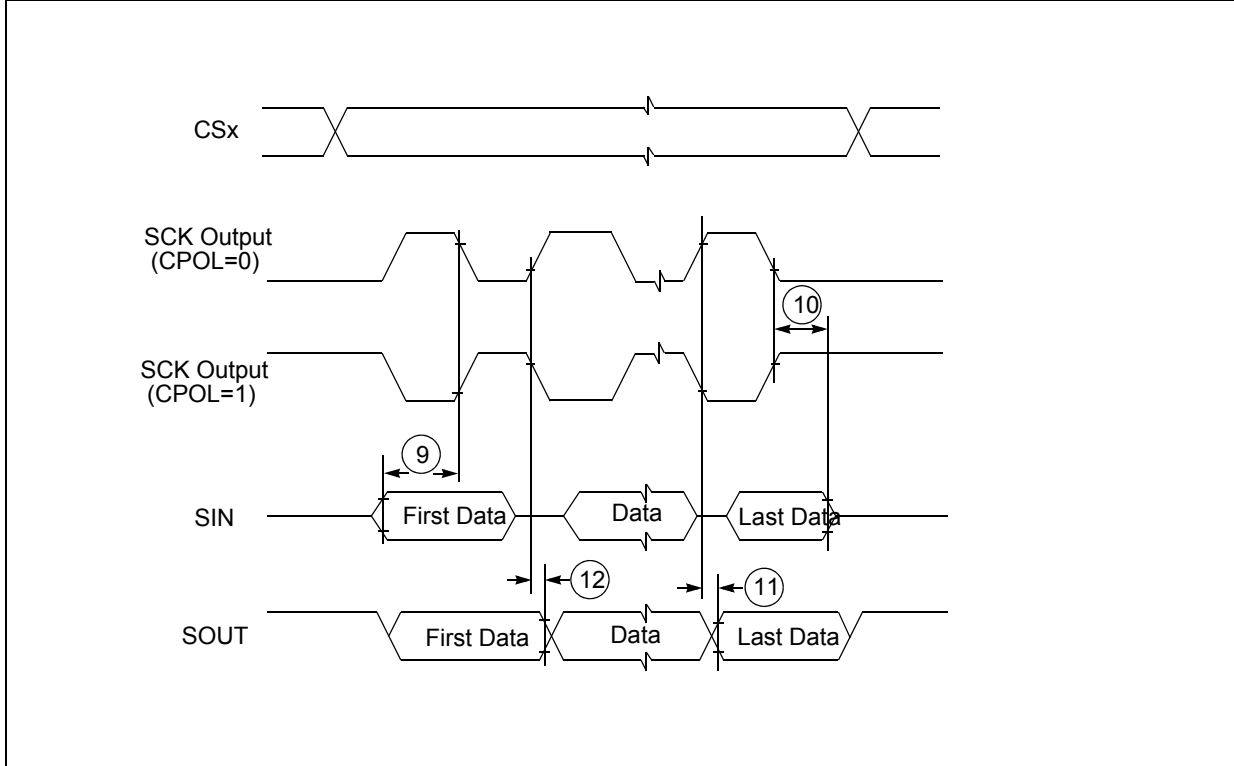 CSx
SCK Output
(CPOL=0)
10
SCK Output
(CPOL=1)
9
SIN
First Data
Data
Last Data
12
11
SOUT
First Data
Data
Last Data